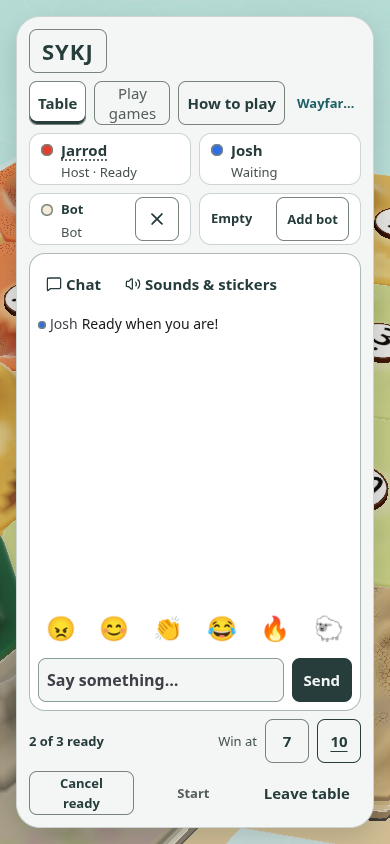 SYKJ
Table
Play
games
How to play
Wayfar...
Jarrod
Host · Ready
Josh
Waiting
Bot
Bot
Empty
Add bot
Chat
Sounds & stickers
Josh Ready when you are!
Say something...
Send
2 of 3 ready
Win at
7
10
Cancel
ready
Start
Leave table